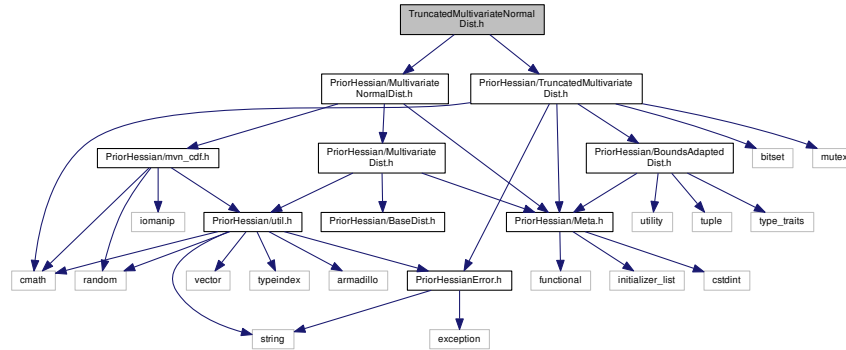 TruncatedMultivariateNormal
Dist.h
PriorHessian/Multivariate
NormalDist.h
PriorHessian/TruncatedMultivariate
Dist.h
PriorHessian/mvn_cdf.h
PriorHessian/Multivariate
Dist.h
PriorHessian/BoundsAdapted
Dist.h
bitset
mutex
iomanip
PriorHessian/util.h
PriorHessian/BaseDist.h
PriorHessian/Meta.h
utility
tuple
type_traits
cmath
random
vector
typeindex
armadillo
PriorHessianError.h
functional
initializer_list
cstdint
string
exception